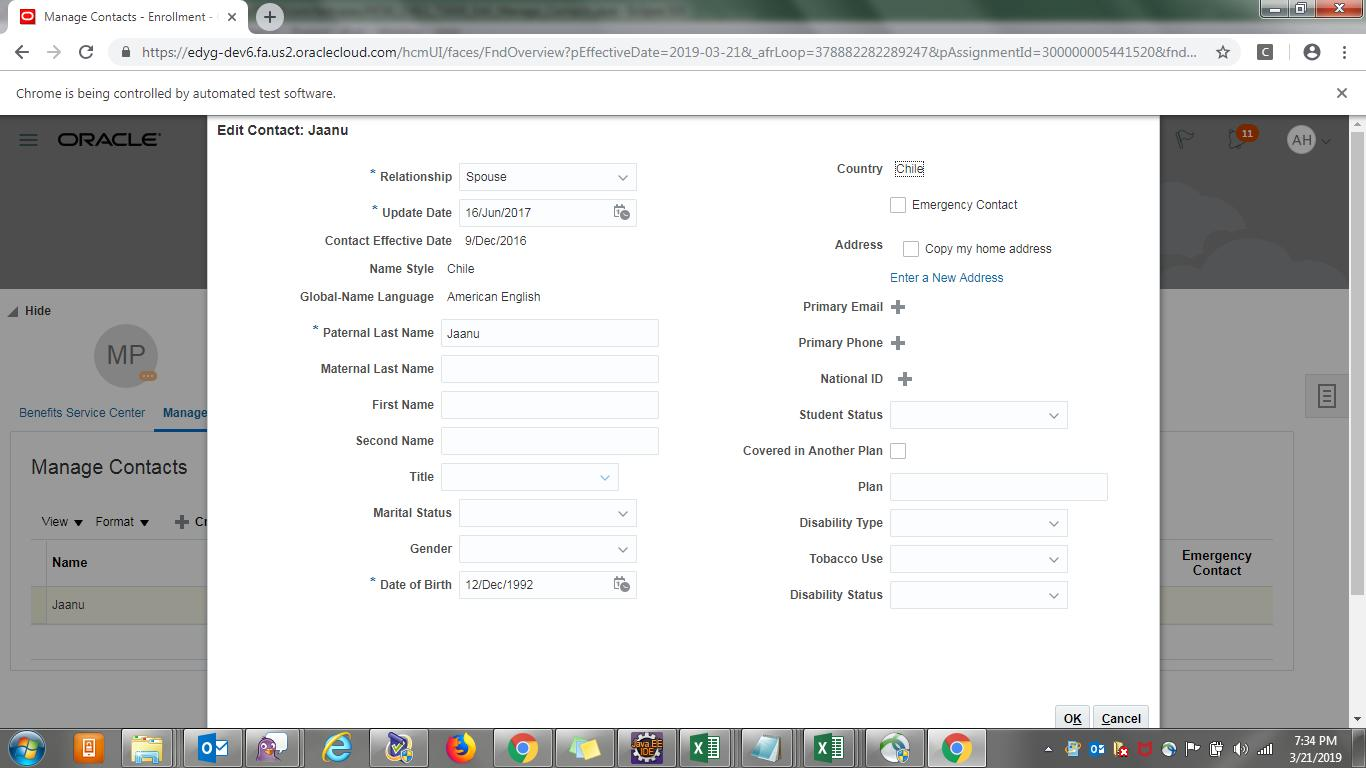 Manage Contacts - Enrollment -
https://edyg-dev6.fa.us2.oraclecloud.com/hcmUI/faces/FndOverview?pEffectiveDate=2019-03-21&_afrLoop=378882282289247&pAssignmentId=300000005441520&fnd...
C
Chrome is being controlled by automated test software.
ORACLE
11
AH
Edit Contact: Jaanu
* Relationship Spouse
* Update Date 16/Jun/2017
Contact Effective Date 9/Dec/2016
Name Style Chile
Global-Name Language American English
* Paternal Last Name Jaanu
Maternal Last Name
First Name
Second Name
Title
Marital Status
Gender
* Date of Birth 12/Dec/1992
Country Chile
Emergency Contact
Address Copy my home address
Enter a New Address
Primary Email
Primary Phone
National ID
Student Status
Covered in Another Plan
Plan
Disability Type
Tobacco Use
Disability Status
OK Cancel
Hide
MP
Benefits Service Center Manage
Manage Contacts
View Format Cr
Name
Emergency
Contact
Jaanu
Java EE
IDE
7:34 PM
3/21/2019